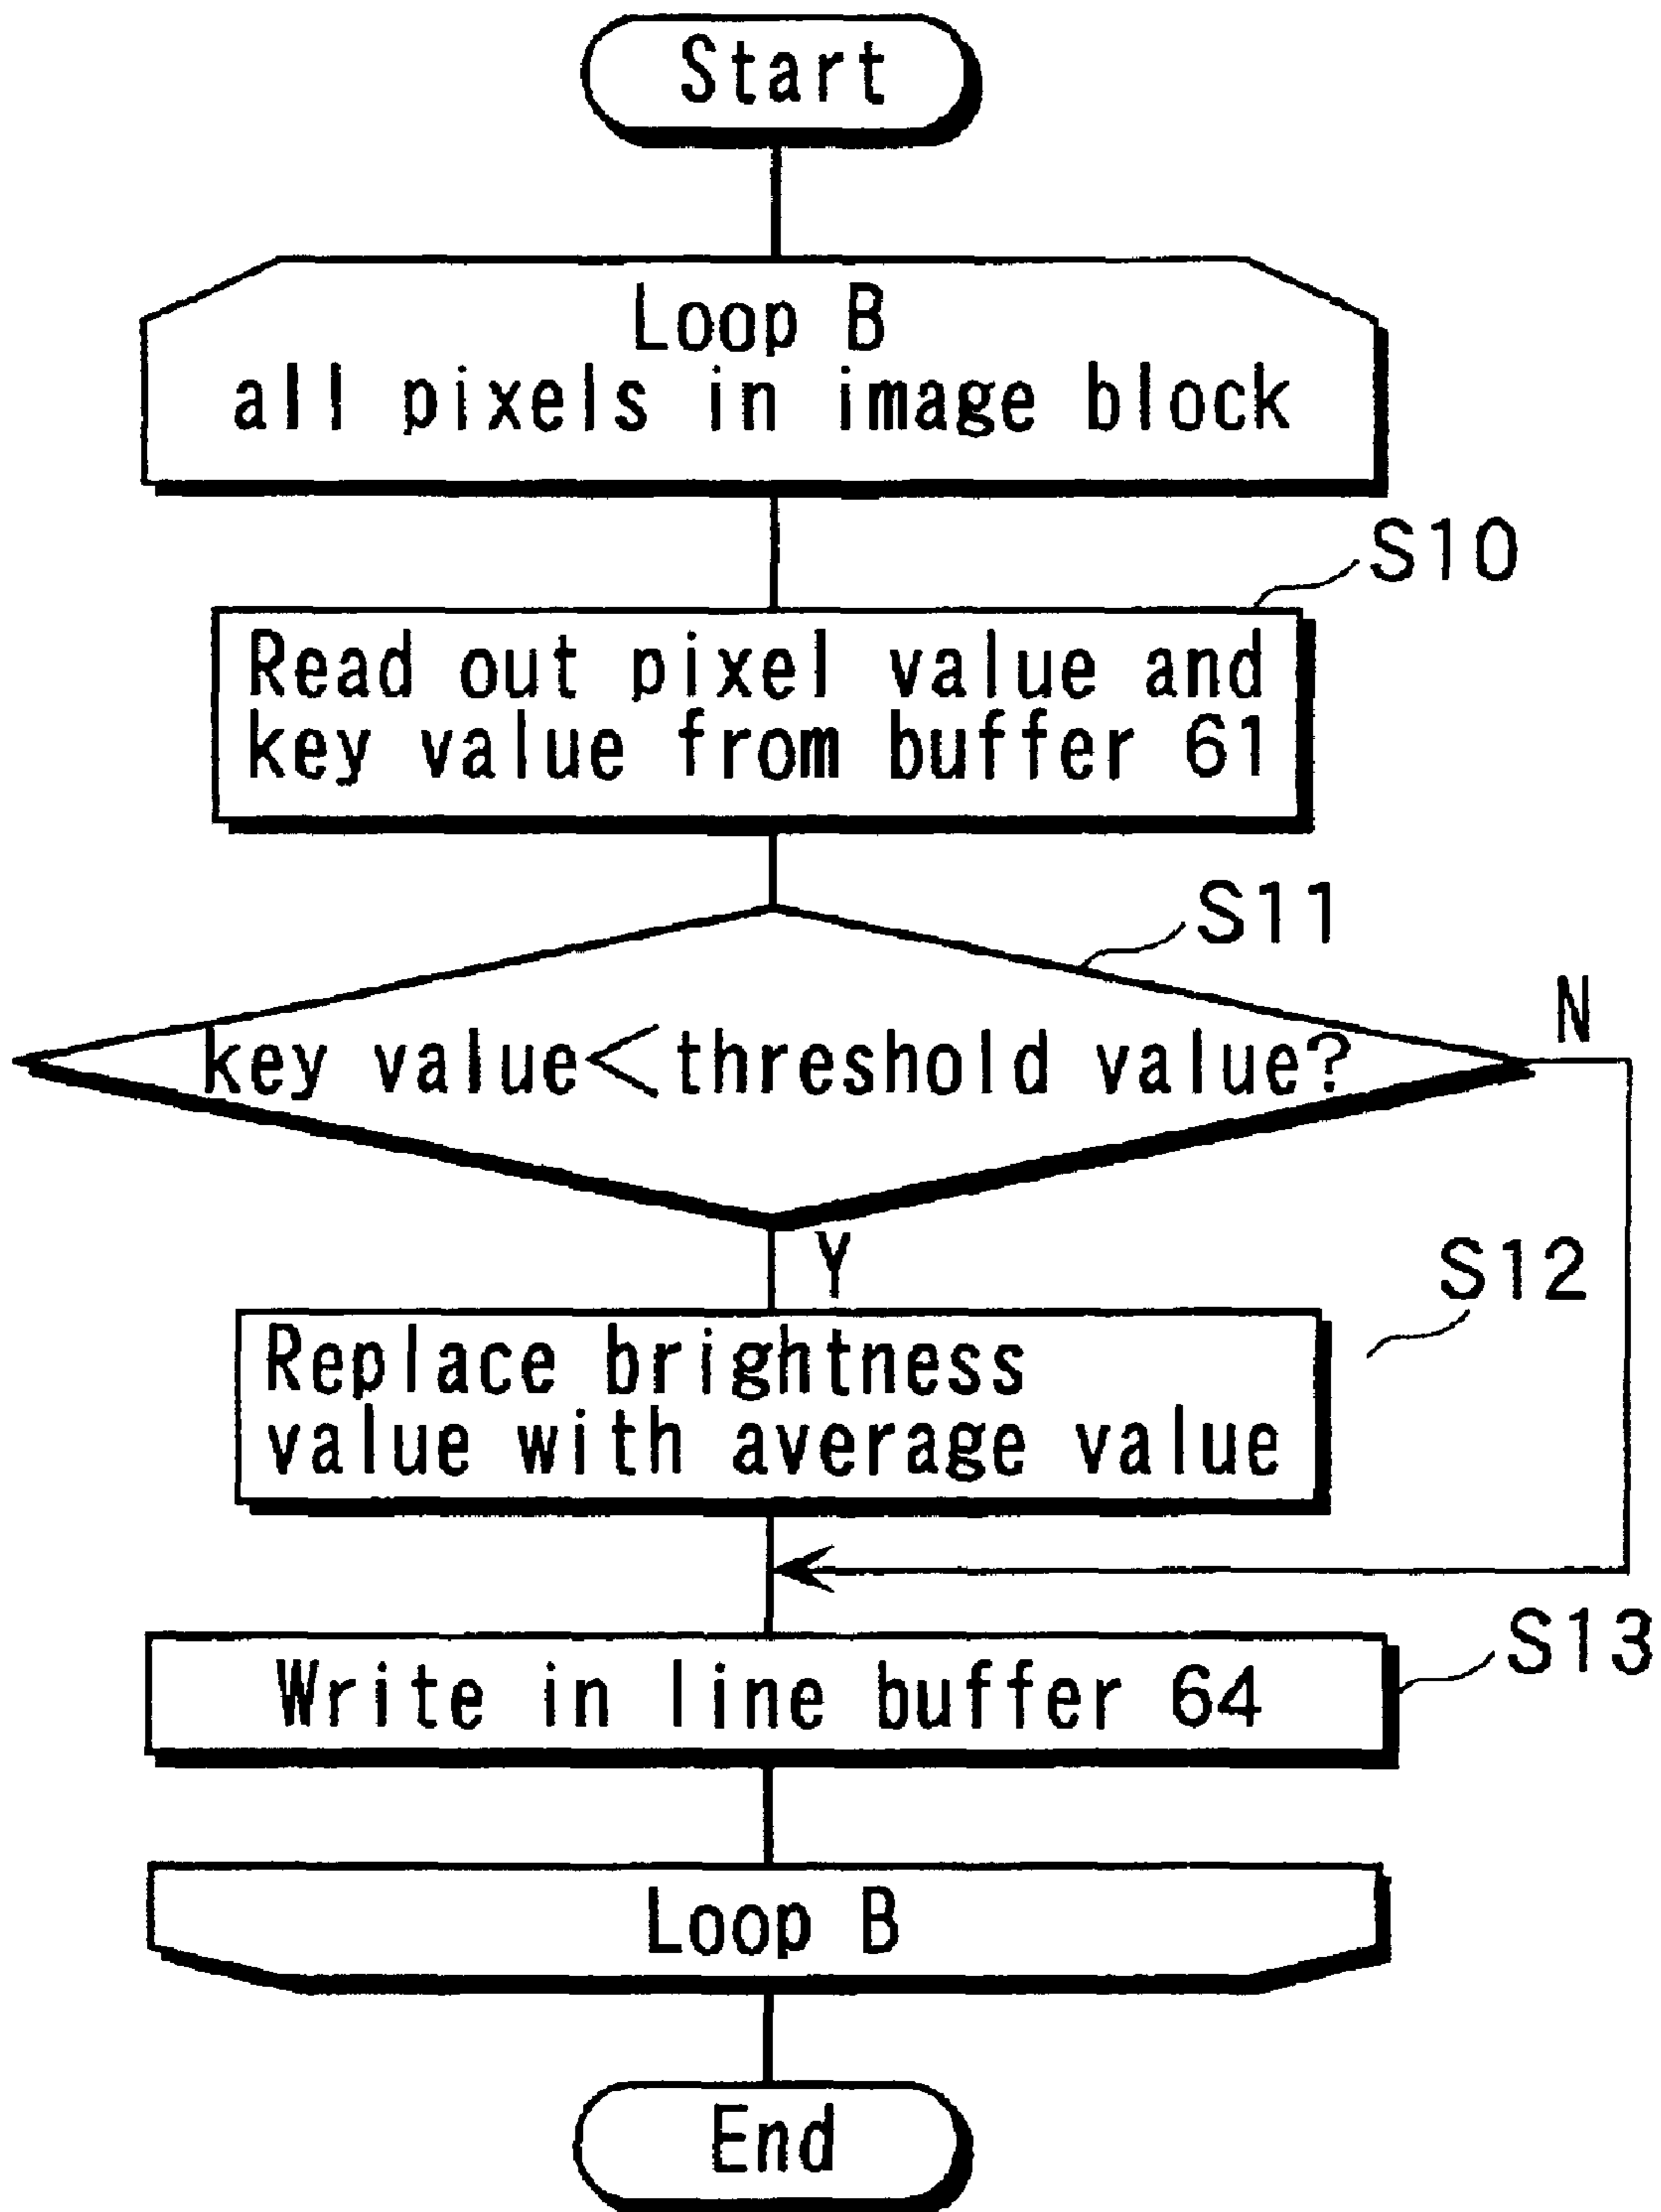 Start
Loop B
all pixels in image block
S10
Read out pixel value and
key value from buffer 61
S11
N
key value<threshold value?
Y
S12
Replace brightness
value with average value
S13
Write in line buffer 64
Loop B
End